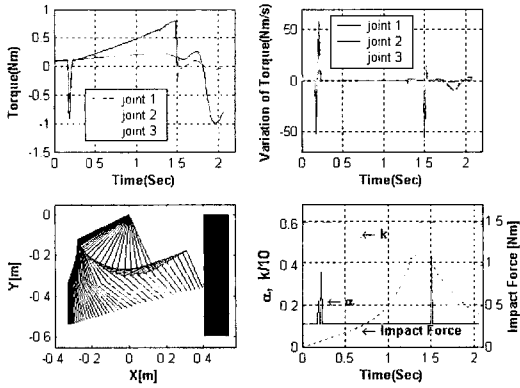 1
0.5
0
-0.5
-1
-1.5
Torque(Nm)
joint 1
joint 2
joint 3
0 0 5 1 1 5 2
Time(Sec)
50
0
-50
Variation of Torque(Nm/s)
joint 1
joint 2
joint 3
0 0 5 1 1 5 2
Time(Sec)
0
-0 2
-0 4
-0 6
Y[m]
-0 4 -0 2 0 0 2 0 4 0 6
X[m]
0.6
0.4
0 2
0
α, k/10
← k
← α
← Impact Force
1 5
1
0 5
0
Impact Force [Nm]
0 0 5 1 1 5 2
Time(Sec)